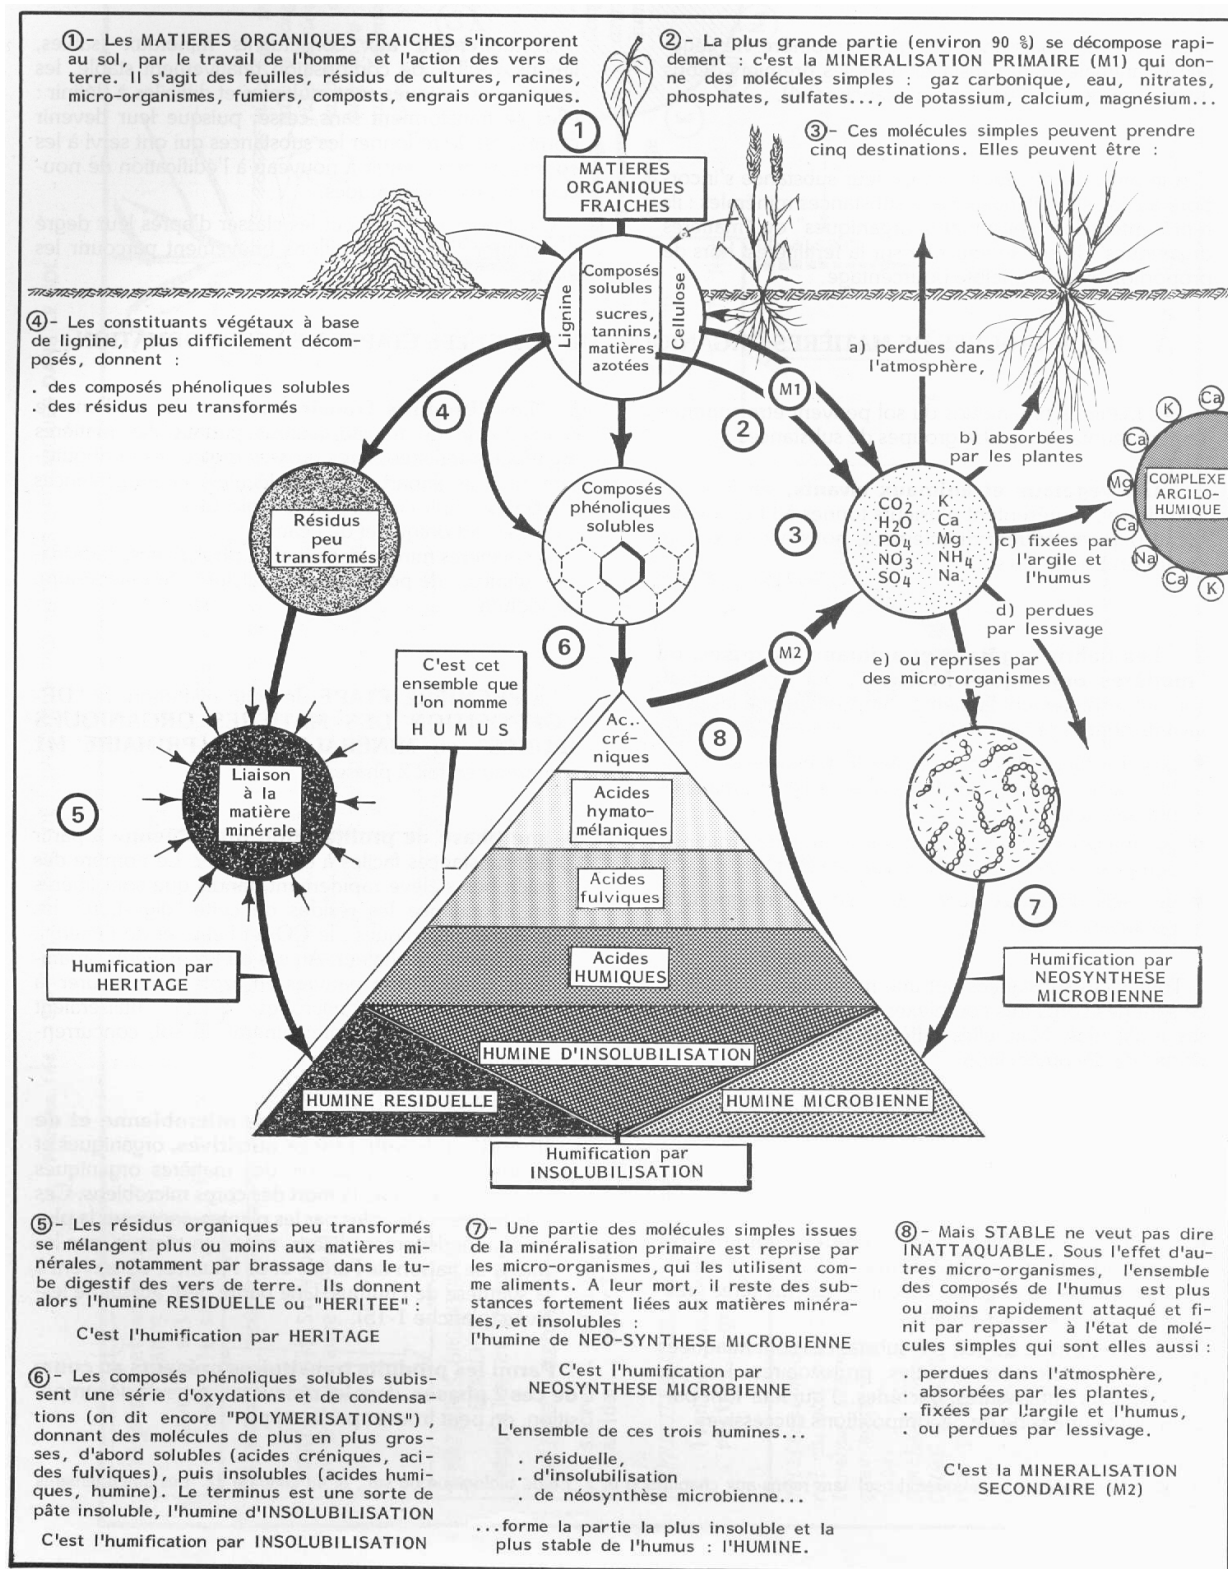 ①- Les MATIERES ORGANIQUES FRAICHES s'incorporent
au sol, par le travail de l'homme et l'action des vers de
terre. Il s'agit des feuilles, résidus de cultures, racines,
micro-organismes, fumiers, composts, engrais organiques.
②- La plus grande partie (environ 90 %) se décompose rapi-
dement : c'est la MINERALISATION PRIMAIRE (M1) qui don-
ne des molécules simples : gaz carbonique, eau, nitrates,
phosphates, sulfates..., de potassium, calcium, magnésium...
③- Ces molécules simples peuvent prendre
cinq destinations. Elles peuvent être :
1
MATIERES
ORGANIQUES
FRAICHES
Lignine
Composés
solubles
sucres,
tannins,
matières
azotées
Cellulose
④- Les constituants végétaux à base
de lignine, plus difficilement décom-
posés, donnent :
. des composés phénoliques solubles
. des résidus peu transformés
a) perdues dans
l'atmosphère,
M1
4
2
b) absorbées
par les plantes
Ca
K
Ca
Mg
Ca
Na
Ca
K
COMPLEXE
ARGILO-
HUMIQUE
Résidus
peu
transformés
Composés
phénoliques
solubles
3
CO2
H2O
PO4
NO3
SO4
K
Ca
Mg
NH4
Na
c) fixées par
l'argile et
l'humus
d) perdues
par lessivage
6
M2
e) ou reprises par
des micro-organismes
C'est cet
ensemble que
l'on nomme
HUMUS
8
Ac..
cré-
niques
Liaison
à la
matière
minérale
5
Acides
hymato-
mélaniques
Acides
fulviques
7
Humification par
HERITAGE
Acides
HUMIQUES
Humification par
NEOSYNTHESE
MICROBIENNE
HUMINE D'INSOLUBILISATION
HUMINE RESIDUELLE
HUMINE MICROBIENNE
Humification par
INSOLUBILISATION
⑤- Les résidus organiques peu transformés
se mélangent plus ou moins aux matières mi-
nérales, notamment par brassage dans le tu-
be digestif des vers de terre. Ils donnent
alors l'humine RESIDUELLE ou "HERITEE" :
C'est l'humification par HERITAGE
⑥- Les composés phénoliques solubles subis-
sent une série d'oxydations et de condensa-
tions (on dit encore "POLYMERISATIONS") ;
donnant des molécules de plus en plus gros-
ses, d'abord solubles (acides créniques, aci-
des fulviques), puis insolubles (acides humi-
ques, humine). Le terminus est une sorte de
pâte insoluble, l'humine d'INSOLUBILISATION
C'est l'humification par INSOLUBILISATION
⑦- Une partie des molécules simples issues
de la minéralisation primaire est reprise par
les micro-organismes, qui les utilisent com-
me aliments. A leur mort, il reste des sub-
stances fortement liées aux matières minéra-
les, et insolubles :
l'humine de NEO-SYNTHESE MICROBIENNE
C'est l'humification par
NEOSYNTHESE MICROBIENNE
L'ensemble de ces trois humines...
. résiduelle,
. d'insolubilisation
. de néosynthèse microbienne...
...forme la partie la plus insoluble et la
plus stable de l'humus : l'HUMINE.
⑧- Mais STABLE ne veut pas dire
INATTAQUABLE. Sous l'effet d'au-
tres micro-organismes, l'ensemble
des composés de l'humus est plus
ou moins rapidement attaqué et fi-
nit par repasser à l'état de molé-
cules simples qui sont elles aussi :
. perdues dans l'atmosphère,
. absorbées par les plantes,
. fixées par l'argile et l'humus,
. ou perdues par lessivage.
C'est la MINERALISATION
SECONDAIRE (M2)